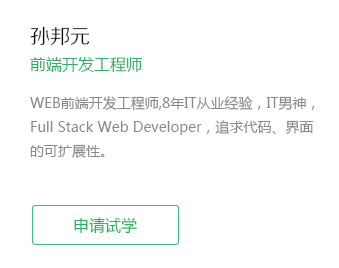 孙邦元
前端开发工程师
WEB前端开发工程师,8年IT从业经验，IT男神，
Full Stack Web Developer，追求代码、界面
的可扩展性。
申请试学